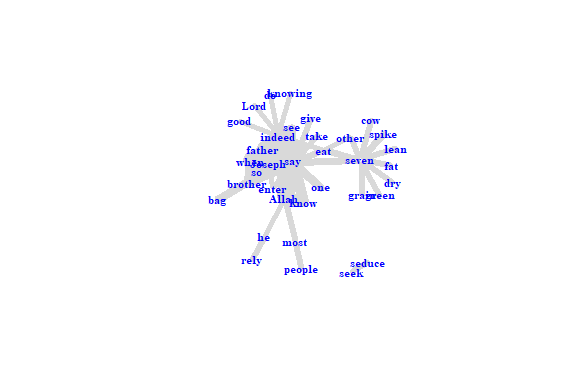 knowing
do
Lord
give
good
cow
see
spike
indeed
take
other
father
eat
lean
when
say
seven
Joseph
fat
so
brother
dry
enter
one
grain
green
bag
Allah
know
he
most
rely
seduce
people
seek